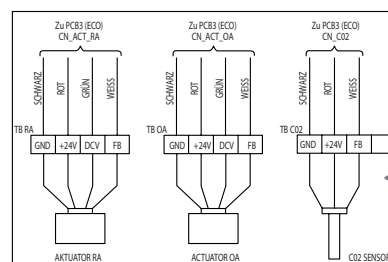 Zu PCB3 (ECO)
CN_ACT_RA
SCHWARZ
ROT
GRÜN
WEISS
TB RA
GND +24V DCV FB
AKTUATOR RA
Zu PCB3 (ECO)
CN_ACT_OA
SCHWARZ
ROT
GRÜN
WEISS
TB OA
GND +24V DCV FB
ACTUATOR OA
Zu PCB3 (ECO)
CN_C02
SCHWARZ
ROT
WEISS
TB C02
GND +24V FB
C02 SENSOR